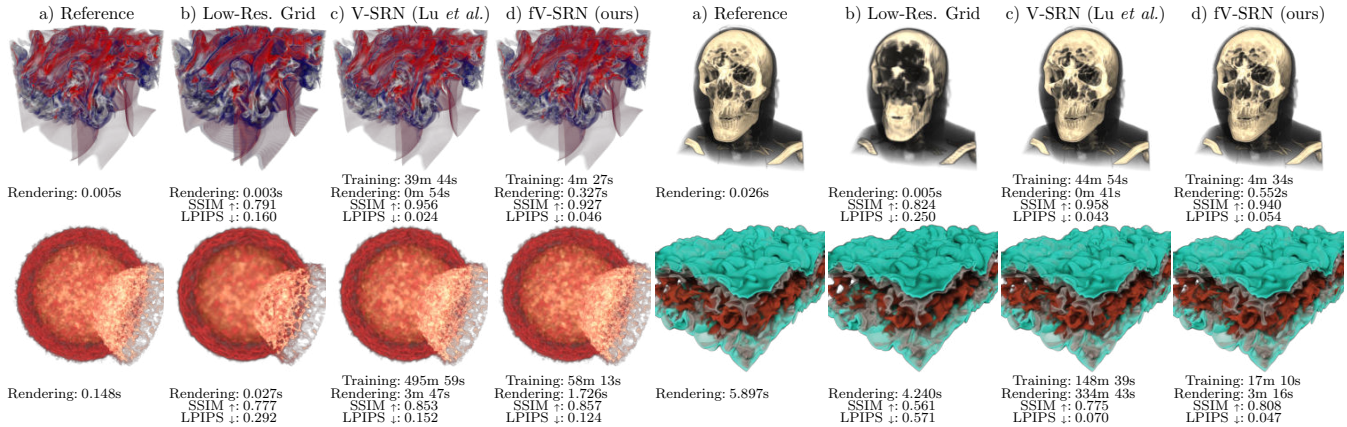 a) Reference b) Low-Res. Grid c) V-SRN (Lu et al.) d) fV-SRN (ours) a) Reference b) Low-Res. Grid c) V-SRN (Lu et al.) d) fV-SRN (ours)
Training: 39m 44s Training: 4m 27s Training: 44m 54s Training: 4m 34s
Rendering: 0.005s Rendering: 0.003s Rendering: 0m 54s Rendering: 0.327s Rendering: 0.026s Rendering: 0.005s Rendering: 0m 41s Rendering: 0.552s
SSIM ↑: 0.791 SSIM ↑: 0.956 SSIM ↑: 0.927 SSIM ↑: 0.824 SSIM ↑: 0.958 SSIM ↑: 0.940
LPIPS ↓: 0.160 LPIPS ↓: 0.024 LPIPS ↓: 0.046 LPIPS ↓: 0.250 LPIPS ↓: 0.043 LPIPS ↓: 0.054
Training: 495m 59s Training: 58m 13s Training: 148m 39s Training: 17m 10s
Rendering: 0.148s Rendering: 0.027s Rendering: 3m 47s Rendering: 1.726s Rendering: 5.897s Rendering: 4.240s Rendering: 334m 43s Rendering: 3m 16s
SSIM ↑: 0.777 SSIM ↑: 0.853 SSIM ↑: 0.857 SSIM ↑: 0.561 SSIM ↑: 0.775 SSIM ↑: 0.808
LPIPS ↓: 0.292 LPIPS ↓: 0.152 LPIPS ↓: 0.124 LPIPS ↓: 0.571 LPIPS ↓: 0.070 LPIPS ↓: 0.047